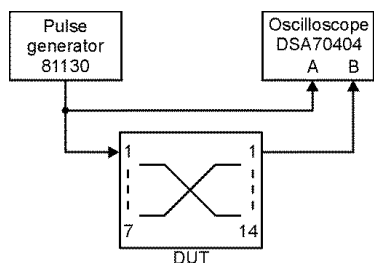 Pulse
generator
81130
Oscilloscope
DSA70404
A B
1 1
7 14
DUT